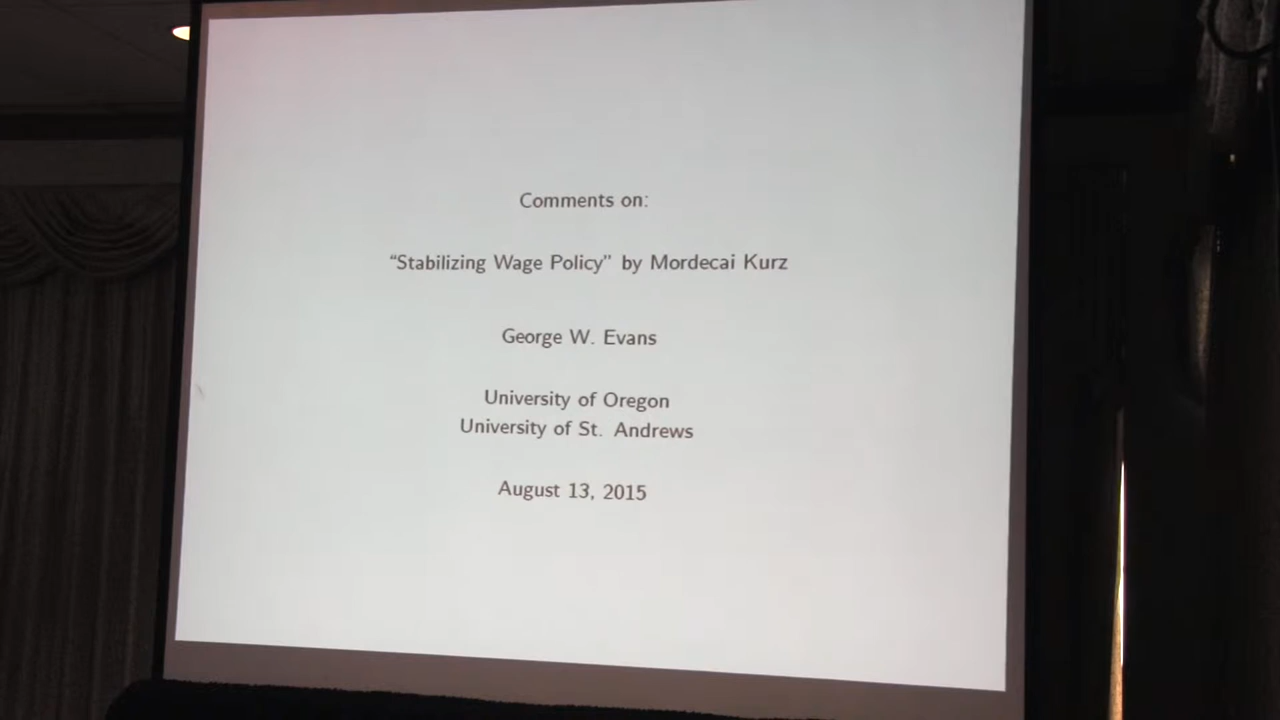 Comments on:
“Stabilizing Wage Policy” by Mordecai Kurz
George W. Evans
University of Oregon
University of St. Andrews
August 13, 2015